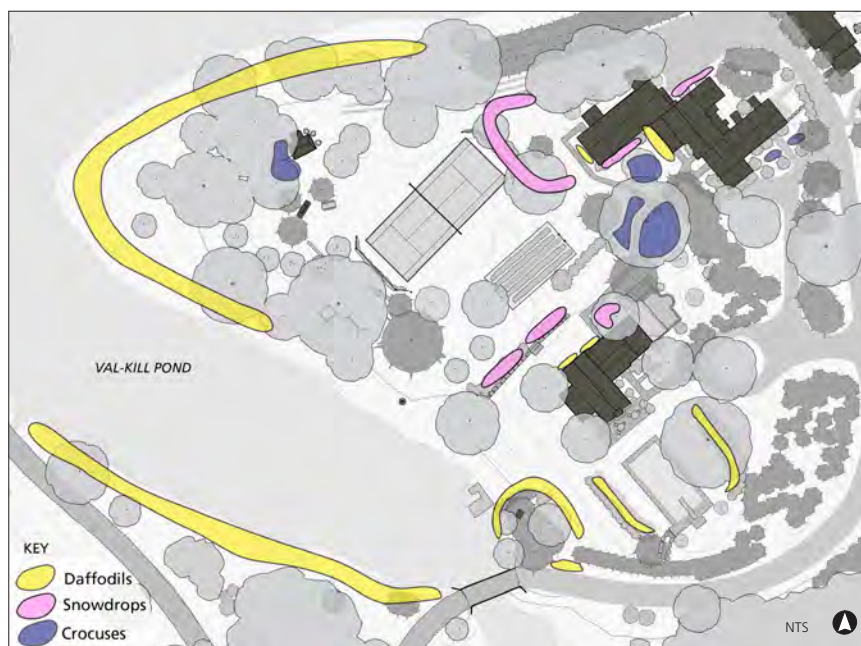 VAL-KILL POND
KEY
Daffodils
Snowdrops
Crocuses
NTS